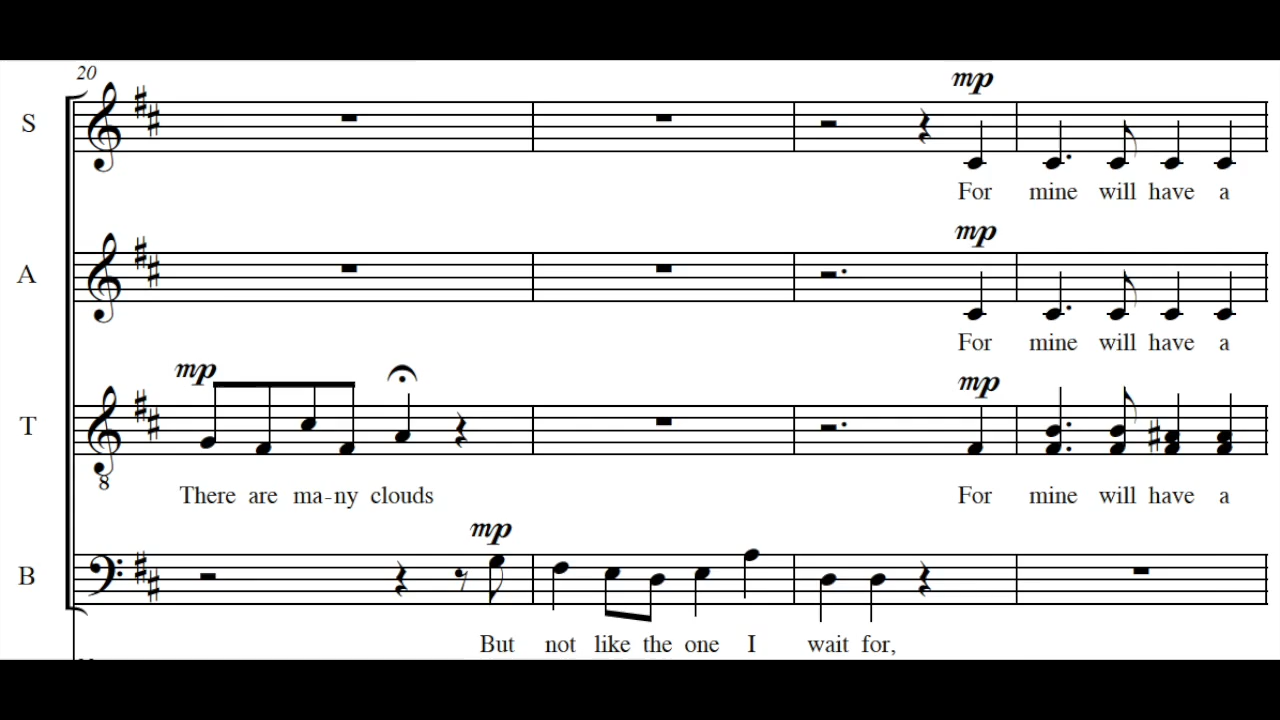 20
mp
S
For mine will have a
mp
A
For mine will have a
mp
mp
T
8
There are ma-ny clouds For mine will have a
mp
B
But not like the one I wait for,